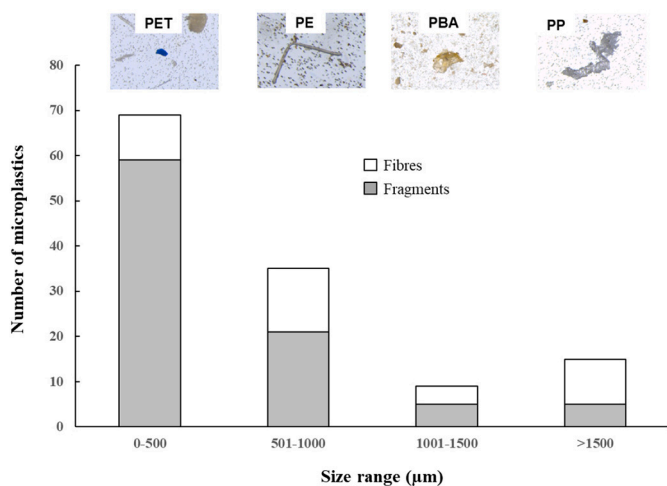 PET PE PBA PP
80
70
60
50
40
30
20
10
0
Number of microplastics
Fibres
Fragments
0-500 501-1000 1001-1500 >1500
Size range (µm)